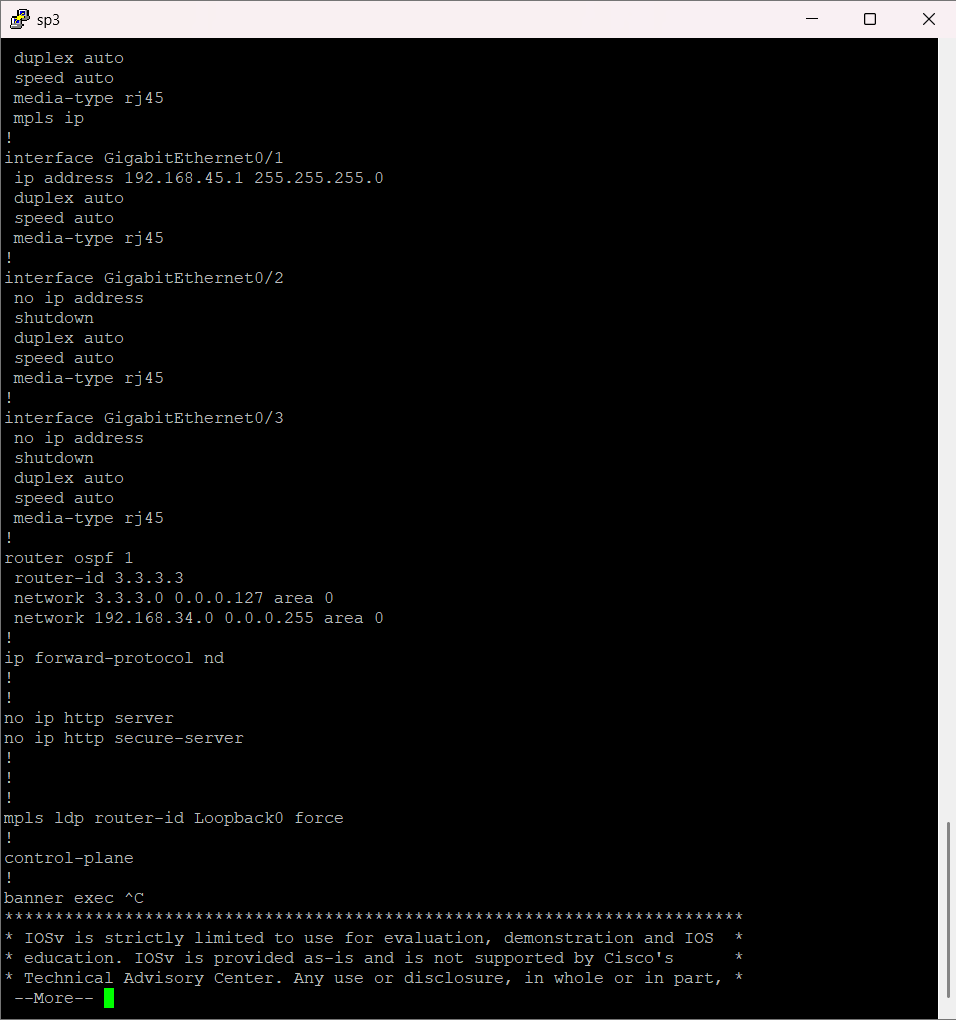 sp3
 duplex auto
 speed auto
 media-type rj45
 mpls ip
!
interface GigabitEthernet0/1
 ip address 192.168.45.1 255.255.255.0
 duplex auto
 speed auto
 media-type rj45
!
interface GigabitEthernet0/2
 no ip address
 shutdown
 duplex auto
 speed auto
 media-type rj45
!
interface GigabitEthernet0/3
 no ip address
 shutdown
 duplex auto
 speed auto
 media-type rj45
!
router ospf 1
 router-id 3.3.3.3
 network 3.3.3.0 0.0.0.127 area 0
 network 192.168.34.0 0.0.0.255 area 0
!
ip forward-protocol nd
!
!
no ip http server
no ip http secure-server
!
!
!
mpls ldp router-id Loopback0 force
!
control-plane
!
banner exec ^C
**************************************************************************
* IOSv is strictly limited to use for evaluation, demonstration and IOS  *
* education. IOSv is provided as-is and is not supported by Cisco's      *
* Technical Advisory Center. Any use or disclosure, in whole or in part, *
 --More--